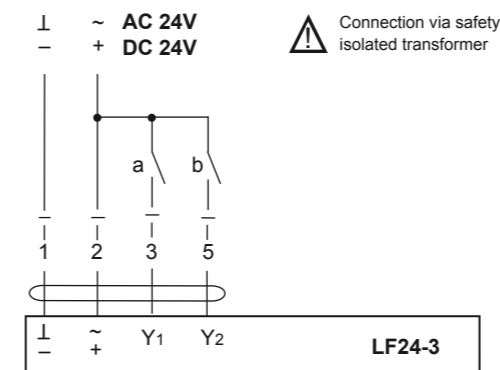 ⊥ ~ AC 24V
– + DC 24V
Connection via safety
isolated transformer
a b
1 2 3 5
⊥ ~ Y1 Y2
– +
LF24-3